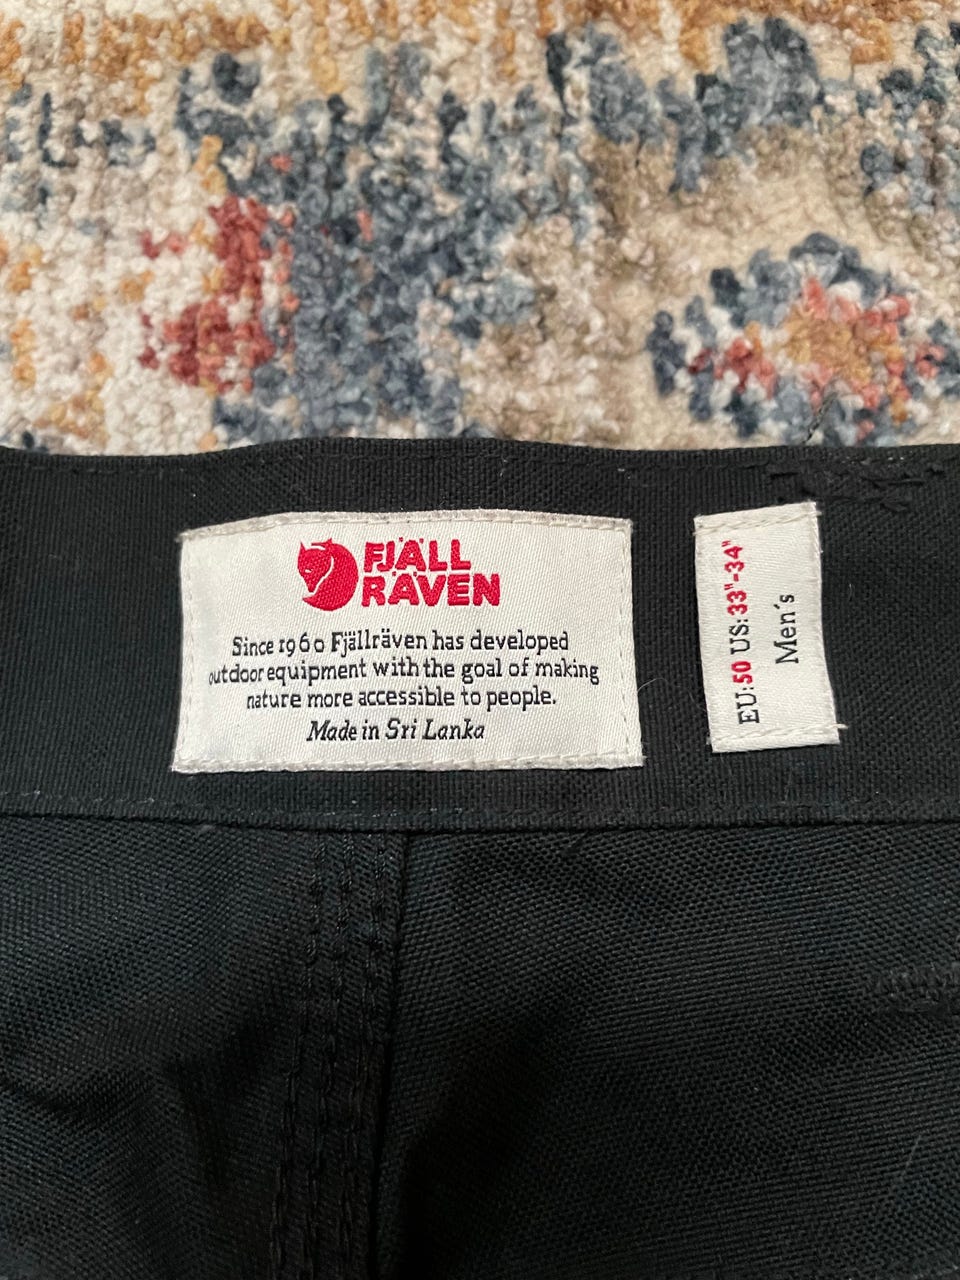 FJÄLL
RÄVEN
Since 1960 Fjällräven has developed
outdoor equipment with the goal of making
nature more accessible to people.
Made in Sri Lanka
EU:50 US:33"-34"
Men´s